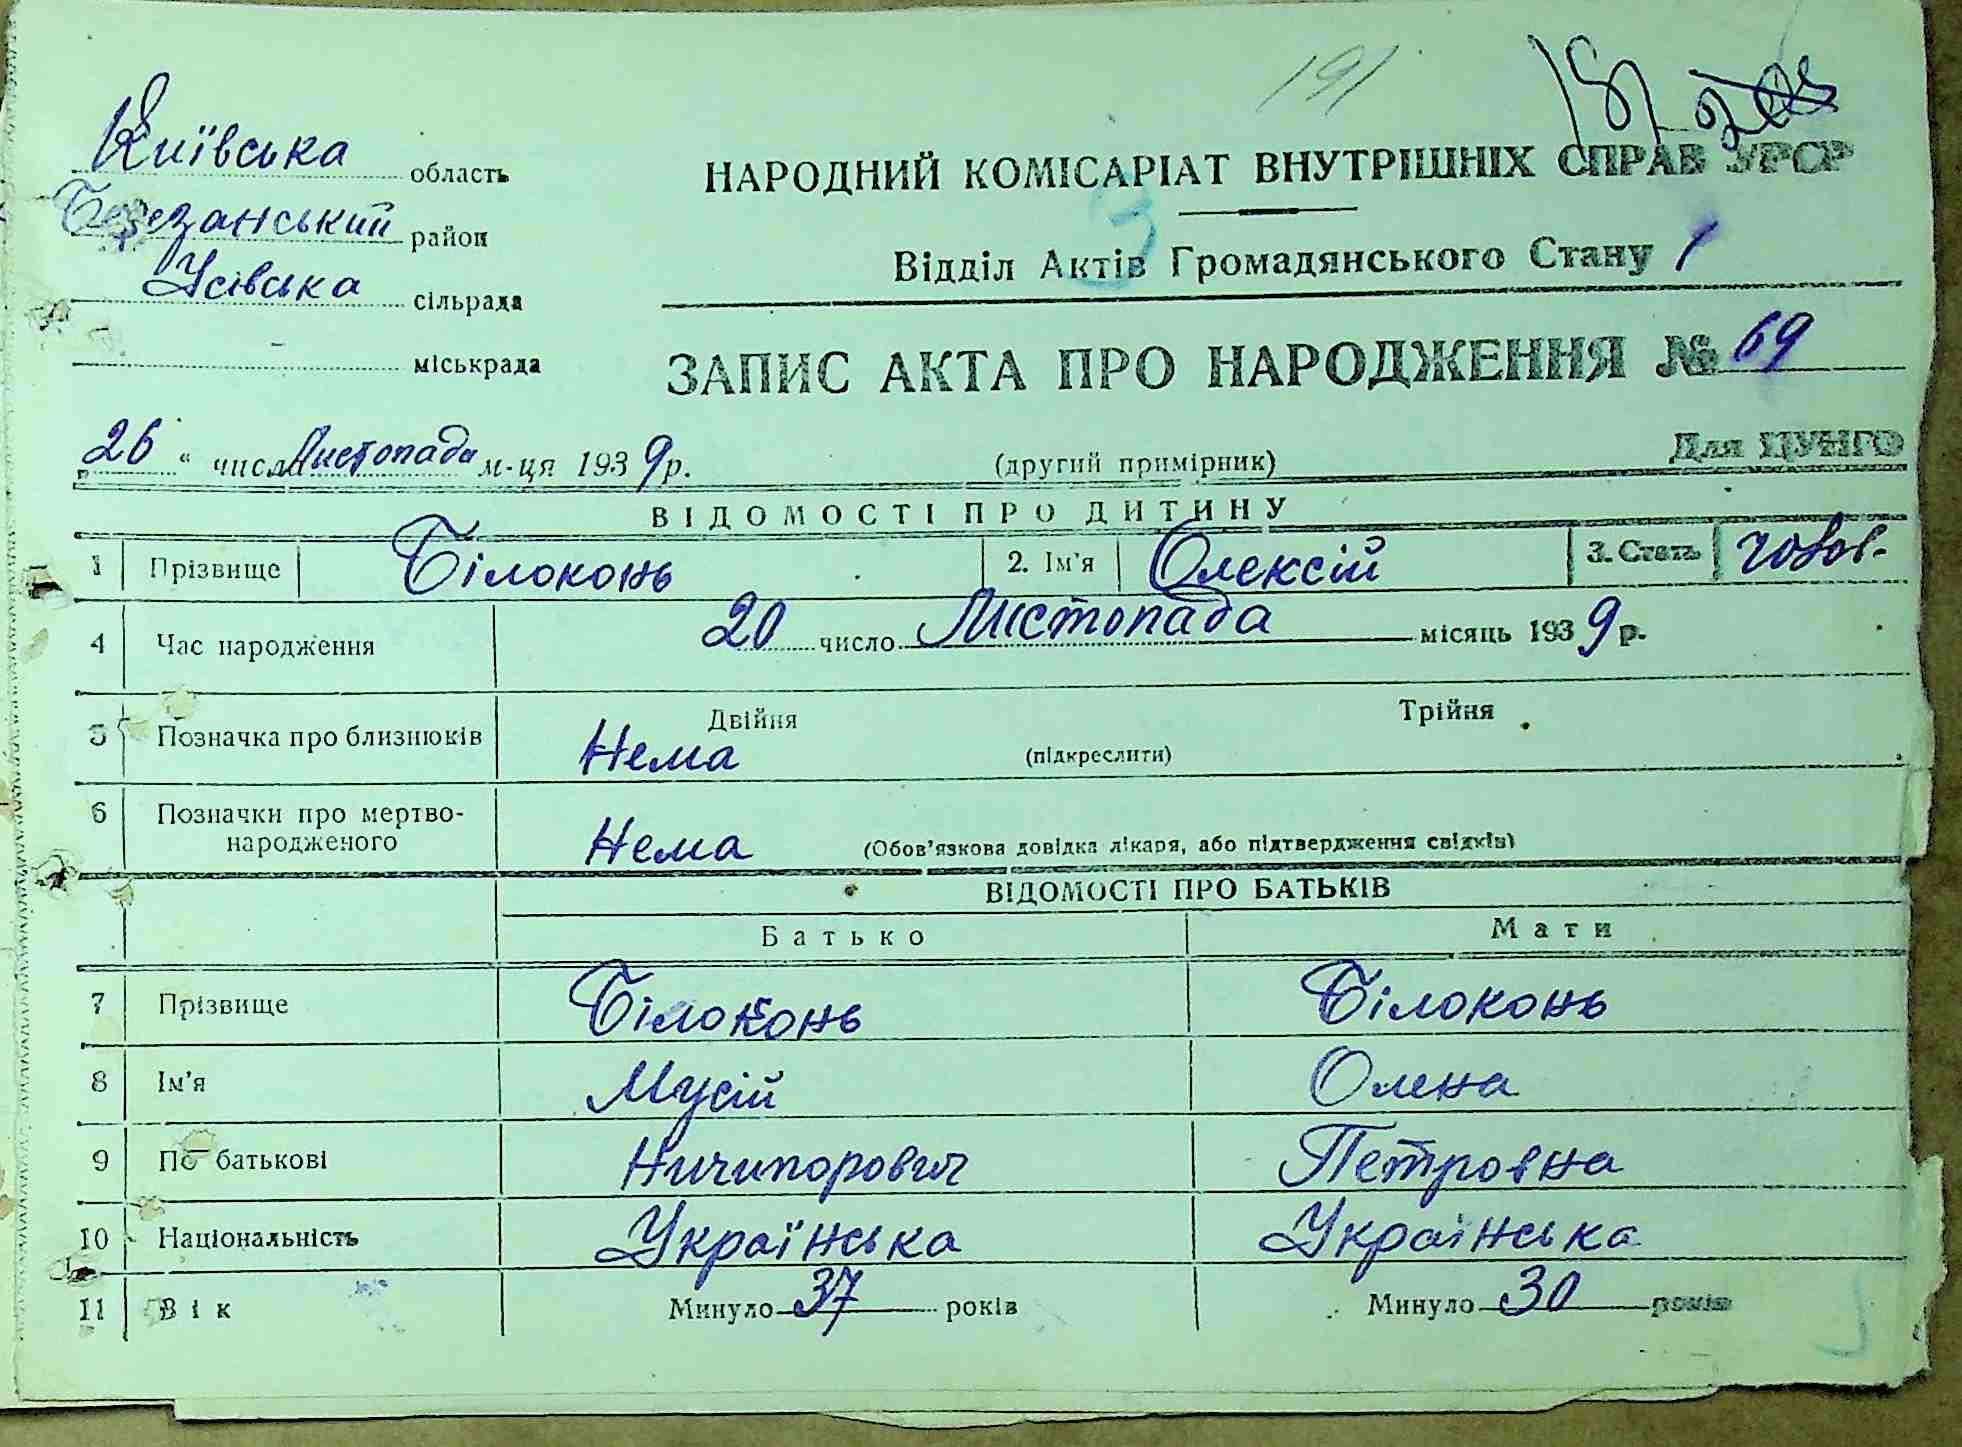 191
Київська область
Березанський район
Усівська сільрада
міськрада
НАРОДНИЙ КОМІСАРІАТ ВНУТРІШНІХ СПРАВ УРСР
Відділ Актів Громадянського Стану
ЗАПИС АКТА ПРО НАРОДЖЕННЯ № 69
„26“ числа Листопада м-ця 1939 р.
(другий примірник)
Для ЦУНГО
ВІДОМОСТІ ПРО ДИТИНУ
1 Прізвище Білоконь 2. Ім'я Олексій 3. Стать чолов.
4 Час народження 20 число Листопада місяць 1939 р.
5 Позначка про близнюків Нема Двійня (підкреслити) Трійня
6 Позначки про мертво-
народженого Нема (Обов'язкова довідка лікаря, або підтвердження свідків)
ВІДОМОСТІ ПРО БАТЬКІВ
Батько Мати
7 Прізвище Білоконь Білоконь
8 Ім'я Мусій Олена
9 По батькові Ничипорович Петровна
10 Національність Українська Українська
11 Вік Минуло 37 років Минуло 30 років